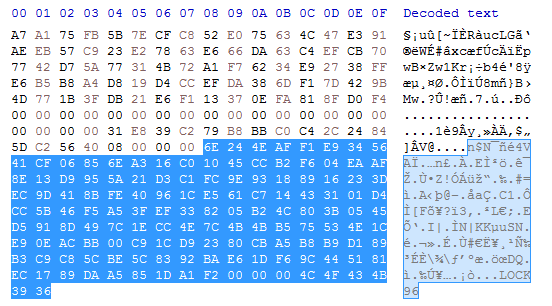 00 01 02 03 04 05 06 07 08 09 0A 0B 0C 0D 0E 0F Decoded text
A7 A1 75 FB 5B 7E CF C8 52 E0 75 63 4C 47 E3 91 §¡uû[~ÏÈRàucLGã‘
AE EB 57 C9 23 E2 78 63 E6 66 DA 63 C4 EF CB 70 ®ëWÉ#âxcæfÚcÄïËp
77 42 D7 5A 77 31 4B 72 A1 F7 62 34 E9 27 38 FF wB×Zw1Kr¡÷b4é'8ÿ
E6 B5 B8 A4 D8 19 D4 CC EF DA 38 6D F1 7D 42 9B æµ¸¤Ø.ÔÌïÚ8mñ}B›
4D 77 1B 3F DB 21 E6 F1 13 37 0E FA 81 8F D0 F4 Mw.?Û!æñ.7.ú..Ðô
00 00 00 00 00 00 00 00 00 00 00 00 00 00 00 00 ................
00 00 00 00 31 E8 39 C2 79 B8 BB C0 C4 2C 24 84 ....1è9Ây¸»ÀÄ,$„
5D C2 56 40 08 00 00 00 6E 24 4E AF F1 E9 34 56 ]ÂV@....n$N¯ñé4V
41 CF 06 85 6E A3 16 C0 10 45 CC B2 F6 04 EA AF AÏ.…n£.À.EÌ²ö.ê¯
8E 13 D9 95 5A 21 D3 C1 FC 9E 93 18 89 16 23 3D Ž.Ù•Z!ÓÁüž“.‰.#=
EC 9D 41 8B FE 40 96 1C E5 61 C7 14 43 31 01 D4 ì.A‹þ@–.åaÇ.C1.Ô
CC 5B 46 F5 A5 3F EF 33 82 05 B2 4C 80 3B 05 45 Ì[Fõ¥?ï3‚.²L€;.E
D5 91 8D 49 7C 1E CC 4E 7C 4B 4B B5 75 53 4E 1C Õ‘.I|.ÌN|KKµuSN.
E9 0E AC BB 00 C9 1C D9 23 80 CB A5 B8 B9 D1 89 é.¬».É.Ù#€Ë¥¸¹Ñ‰
B3 C9 C8 5C BE 5C 83 92 BA E6 1D F6 9C 44 51 81 ³ÉÈ\¾\ƒ’ºæ.öœDQ.
EC 17 89 DA A5 85 1D A1 F2 00 00 00 4C 4F 43 4B ì.‰Ú¥….¡ò...LOCK
39 36 96